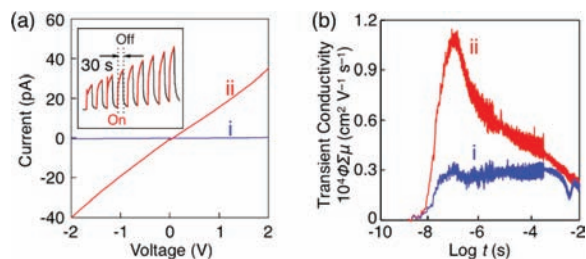 (a)
Current (pA)
40
20
0
-20
-40
-2
-1
0
1
2
Voltage (V)
Off
30 s
On
ii
i
(b)
Transient Conductivity
10⁴ΦΣμ (cm² V⁻¹ s⁻¹)
1.2
0.9
0.6
0.3
0
-10
-8
-6
-4
-2
Log t (s)
ii
i